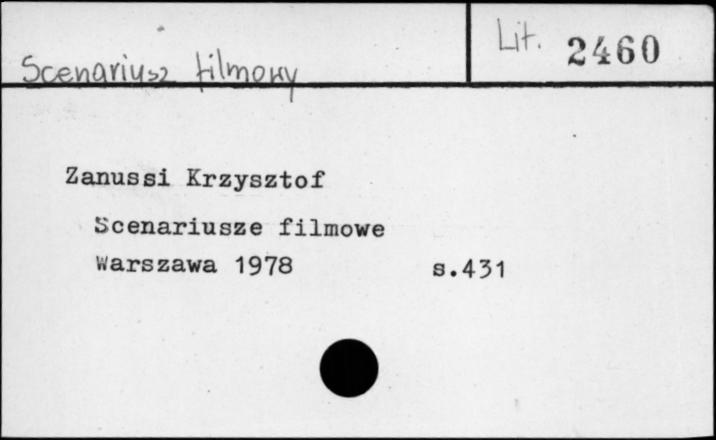 Scenariusz filmowy
Lit. 2460
Zanussi Krzysztof
Scenariusze filmowe
Warszawa 1978 s.431